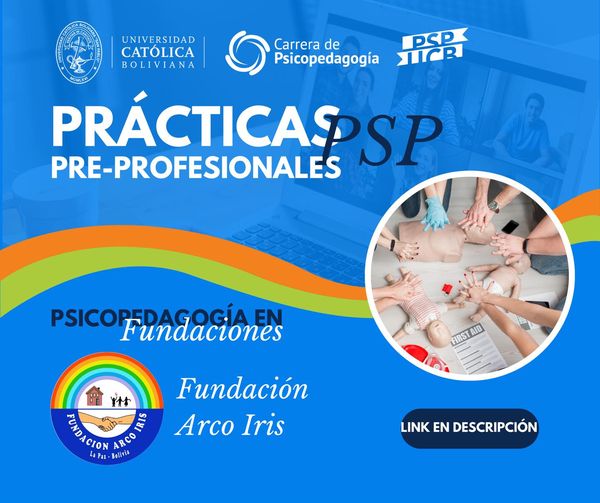 UNIVERSIDAD
CATÓLICA
BOLIVIANA
Carrera de
Psicopedagogía
PSP
UCB
PRÁCTICAS
PSP
PRE-PROFESIONALES
PSICOPEDAGOGÍA EN
Fundaciones
Fundación
Arco Iris
FUNDACION ARCO IRIS
La Paz - Bolivia
FIRST AID
LINK EN DESCRIPCIÓN